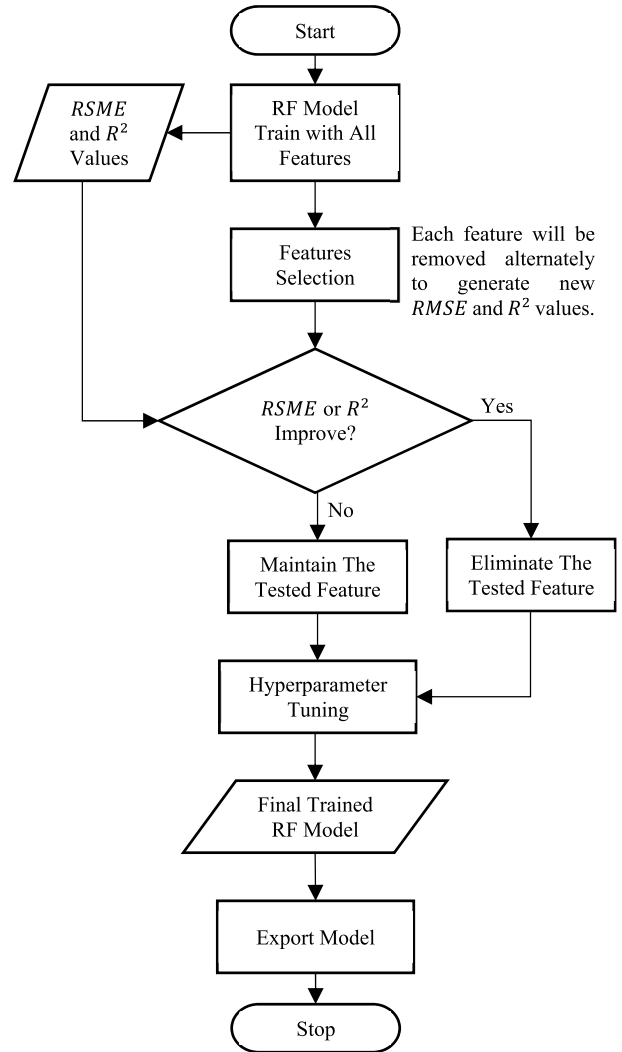 Start
RSME
and R²
Values
RF Model
Train with All
Features
Features
Selection
Each feature will be
removed alternately
to generate new
RMSE and R² values.
RSME or R²
Improve?
Yes
No
Maintain The
Tested Feature
Eliminate The
Tested Feature
Hyperparameter
Tuning
Final Trained
RF Model
Export Model
Stop